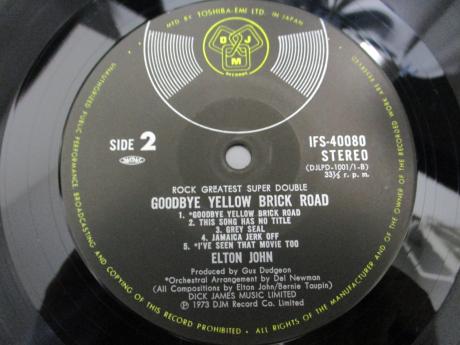 MFD. BY TOSHIBA-EMI LTD. IN JAPAN
DJM
RECORDS
UNAUTHORIZED PUBLIC PERFORMANCE BROADCASTING AND COPYING OF THIS RECORD PROHIBITED · ALL RIGHTS OF THE MANUFACTURER AND OF THE OWNER OF THE RECORDED WORK ARE RESERVED
SIDE 2
IFS-40080
STEREO
(DJLPD-1001/1-B)
33⅓ r. p. m.
ROCK GREATEST SUPER DOUBLE
GOODBYE YELLOW BRICK ROAD
1. *GOODBYE YELLOW BRICK ROAD
2. THIS SONG HAS NO TITLE
3. GREY SEAL
4. JAMAICA JERK OFF
5. *I'VE SEEN THAT MOVIE TOO
ELTON JOHN
Produced by Gus Dudgeon
*Orchestral Arrangement by Del Newman
(All Compositions by Elton John/Bernie Taupin)
DICK JAMES MUSIC LIMITED
Ⓟ 1973 DJM Record Co. Limited